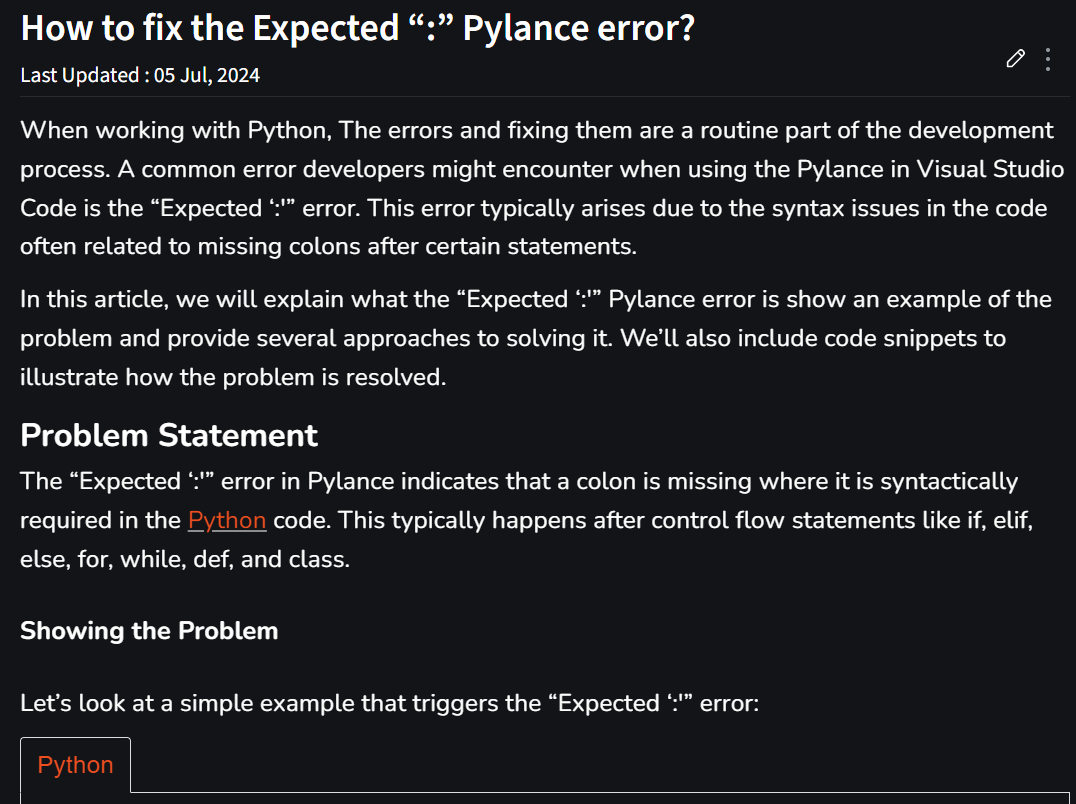 How to fix the Expected “:” Pylance error?
Last Updated : 05 Jul, 2024
When working with Python, The errors and fixing them are a routine part of the development
process. A common error developers might encounter when using the Pylance in Visual Studio
Code is the “Expected ‘:'” error. This error typically arises due to the syntax issues in the code
often related to missing colons after certain statements.
In this article, we will explain what the “Expected ‘:'” Pylance error is show an example of the
problem and provide several approaches to solving it. We’ll also include code snippets to
illustrate how the problem is resolved.
Problem Statement
The “Expected ‘:'” error in Pylance indicates that a colon is missing where it is syntactically
required in the Python code. This typically happens after control flow statements like if, elif,
else, for, while, def, and class.
Showing the Problem
Let’s look at a simple example that triggers the “Expected ‘:'” error:
Python